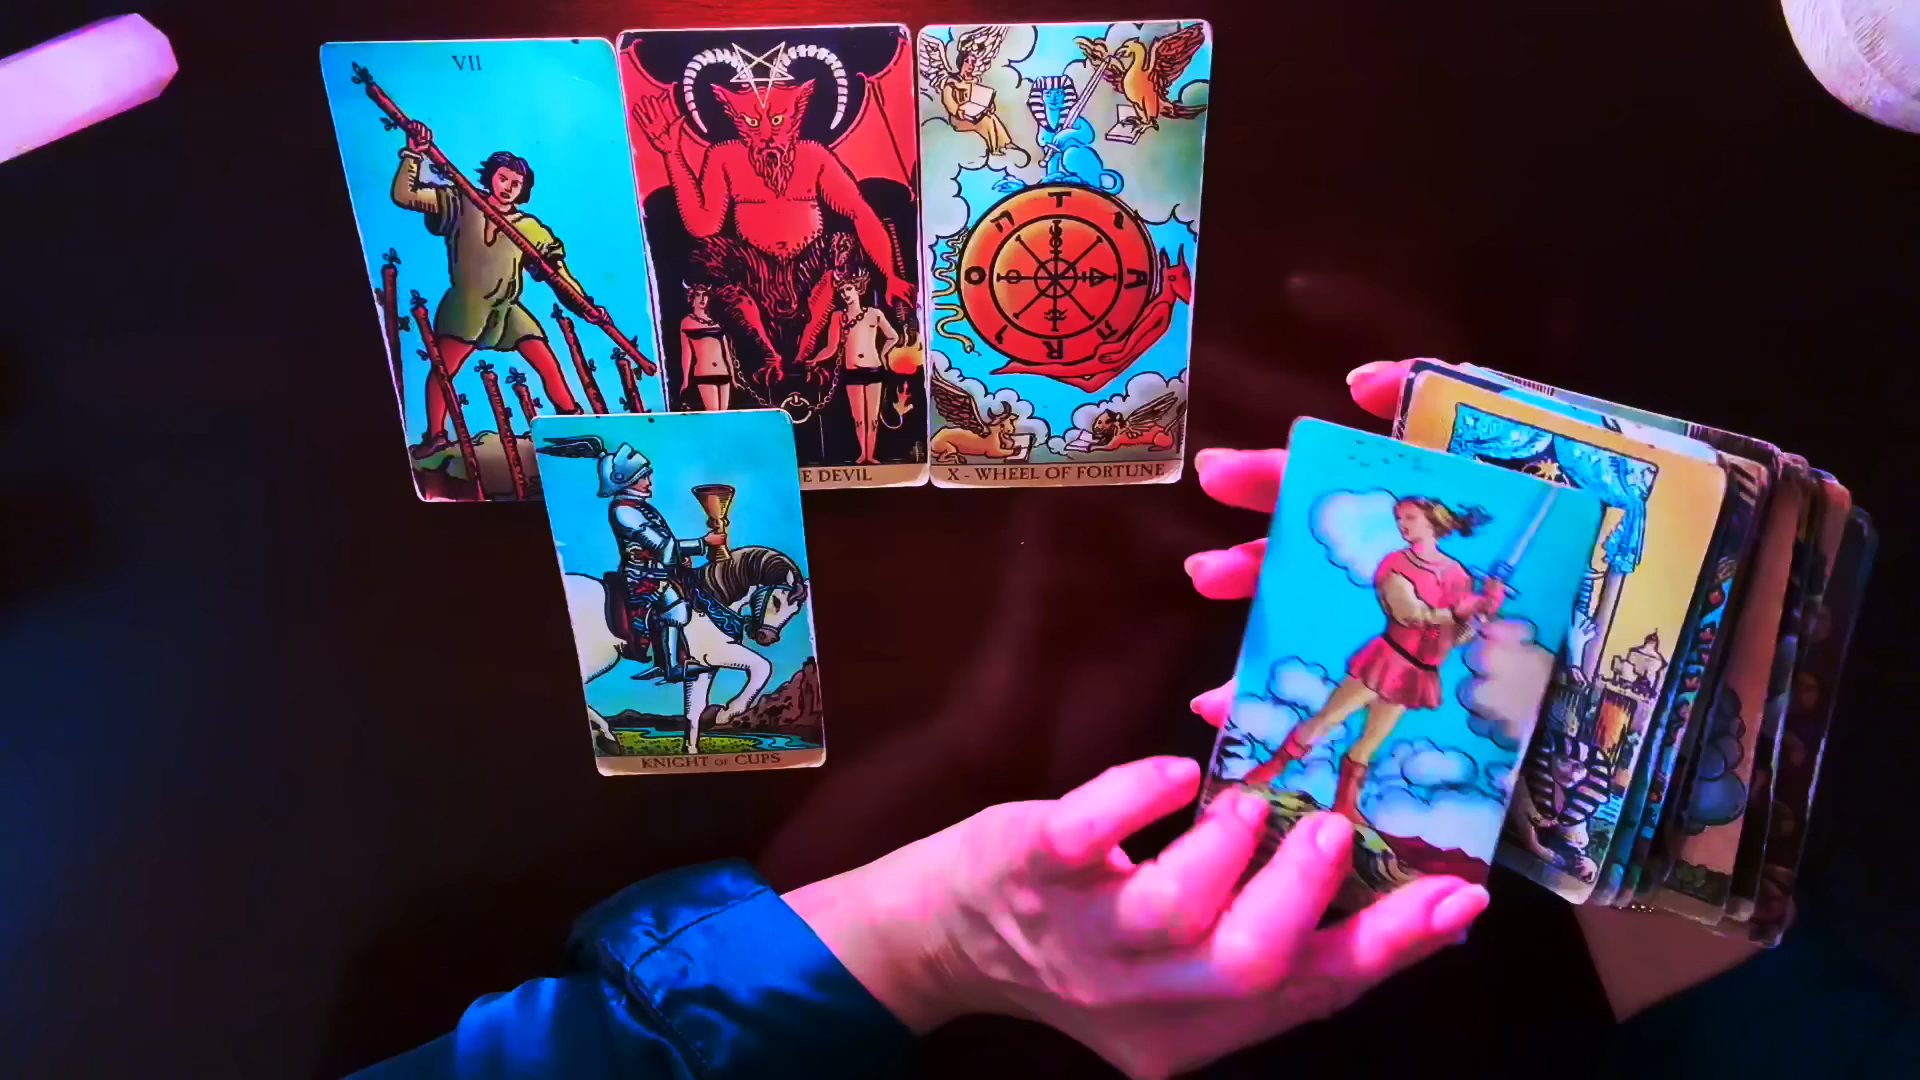 VII
E DEVIL
X - WHEEL OF FORTUNE
T
A
R
O
KNIGHT OF CUPS